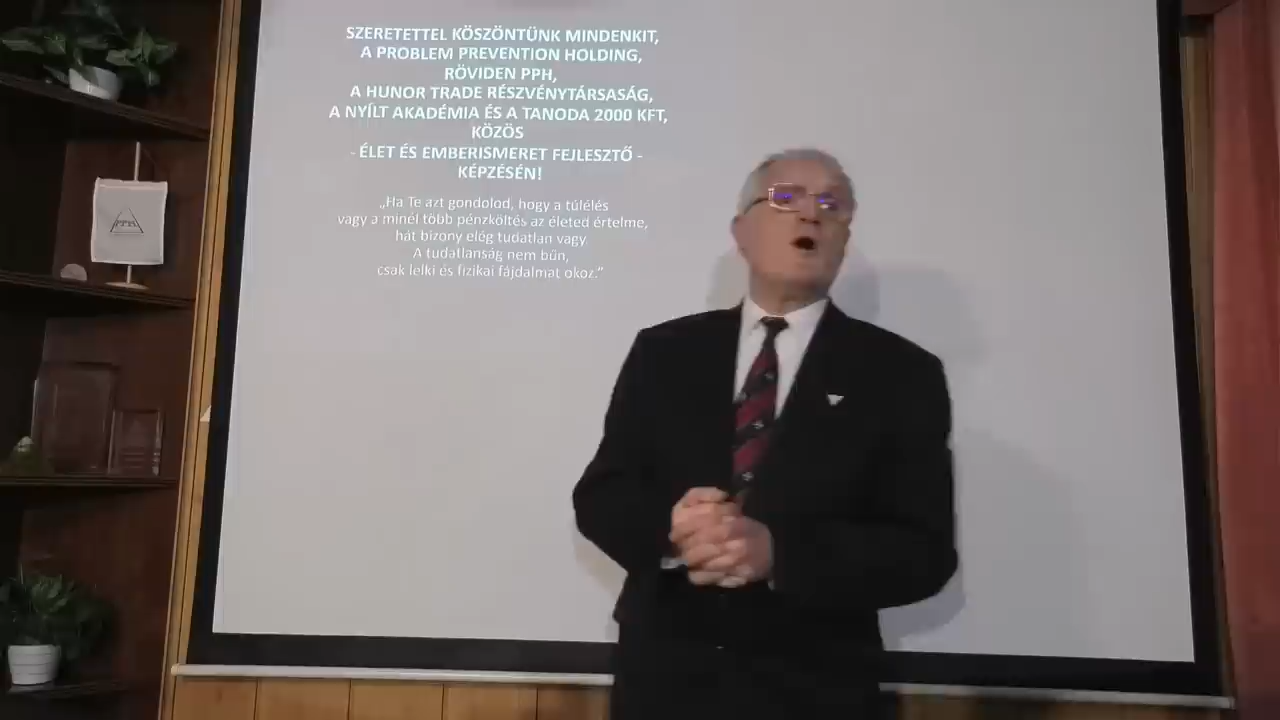 SZERETETTEL KÖSZÖNTÜNK MINDENKIT,
A PROBLEM PREVENTION HOLDING,
RÖVIDEN PPH,
A HUNOR TRADE RÉSZVÉNYTÁRSASÁG,
A NYÍLT AKADÉMIA ÉS A TANODA 2000 KFT,
KÖZÖS
- ÉLET ÉS EMBERISMERET FEJLESZTŐ -
KÉPZÉSÉN!
„Ha Te azt gondolod, hogy a túlélés
vagy a minél több pénzköltés az életed értelme,
hát bizony elég tudatlan vagy.
A tudatlanság nem bűn,
csak lelki és fizikai fájdalmat okoz.”
PPH